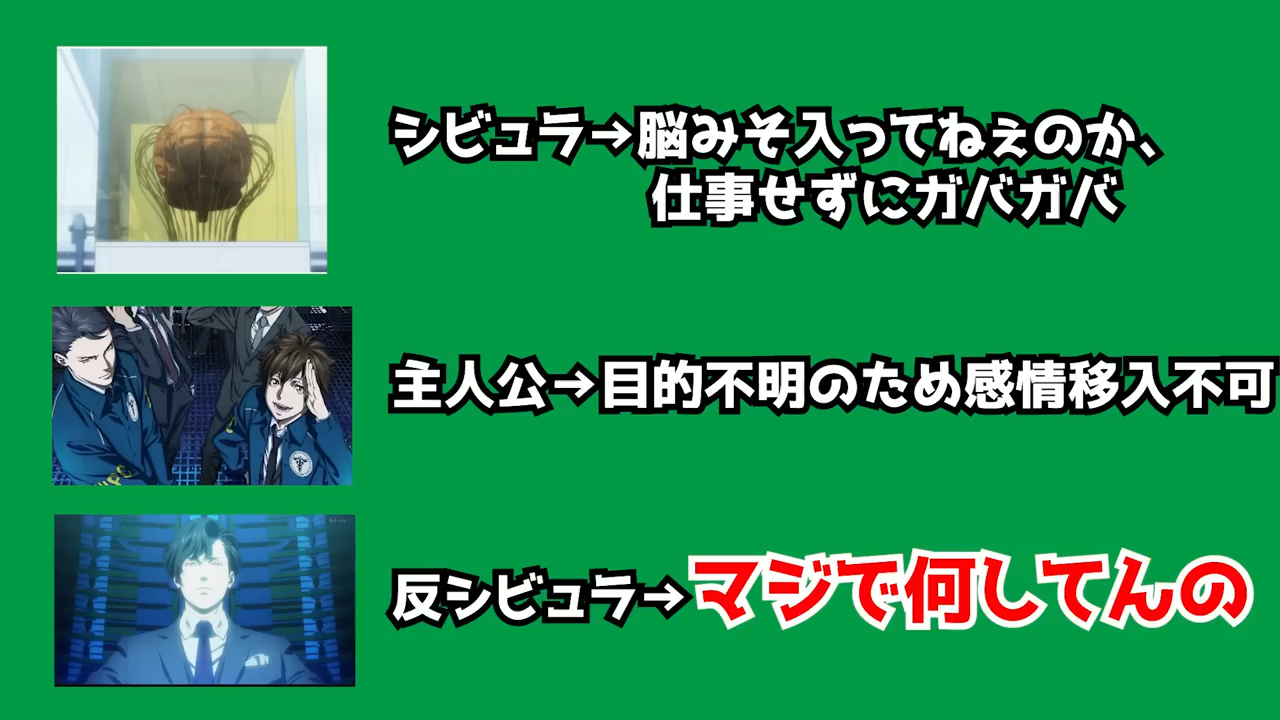 シビュラ→脳みそ入ってねぇのか、
仕事せずにガバガバ
主人公→目的不明のため感情移入不可
反シビュラ→マジで何してんの